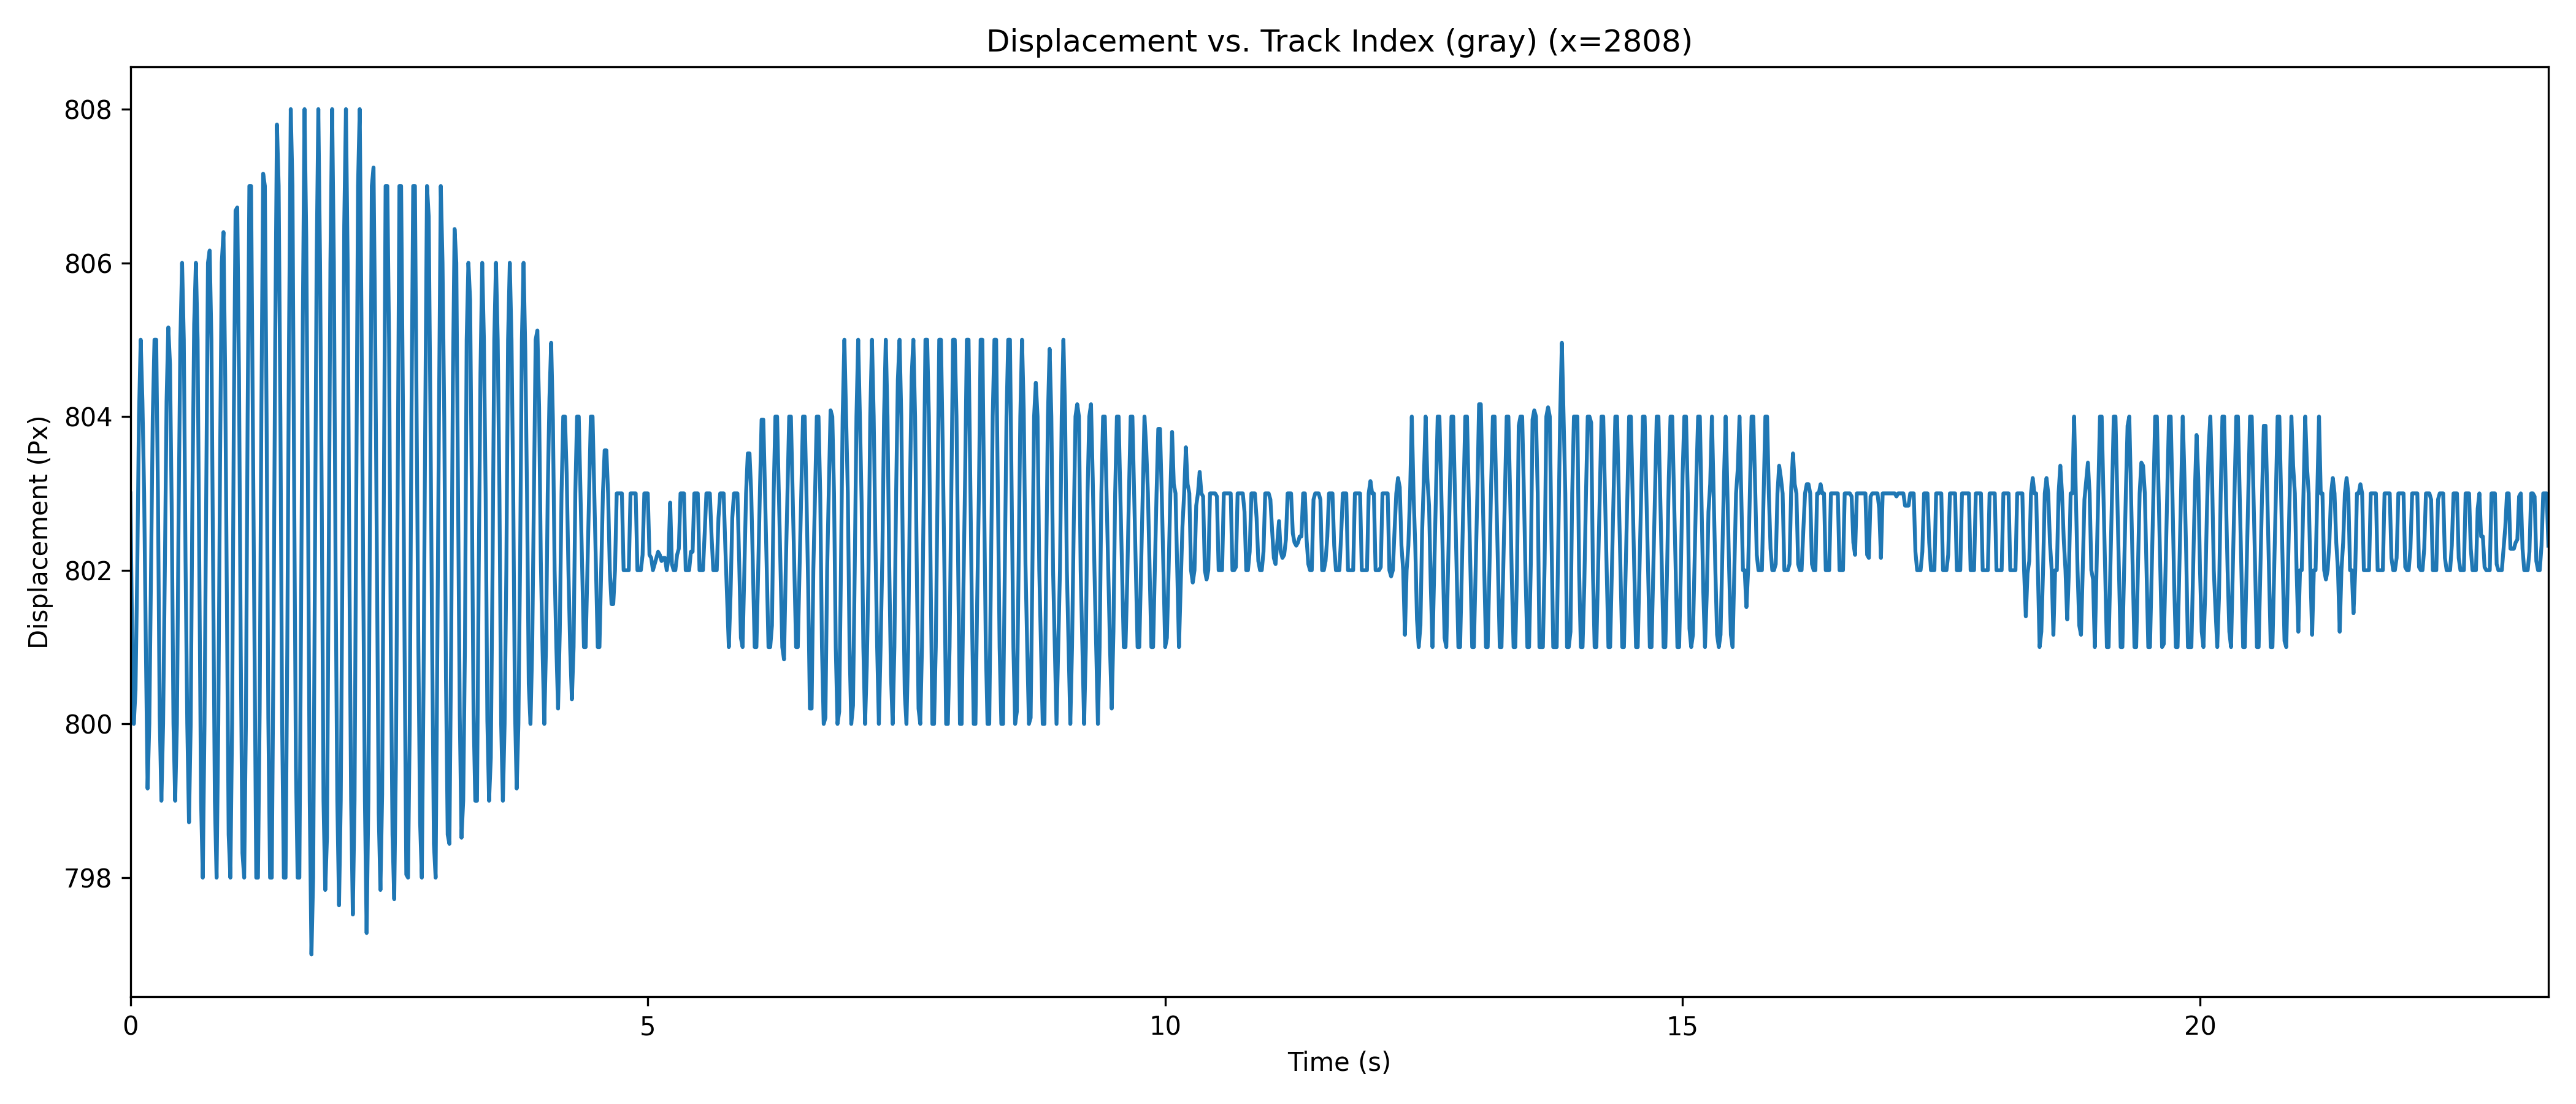 Displacement vs. Track Index (gray) (x=2808)
Displacement (Px)
808
806
804
802
800
798
0 5 10 15 20
Time (s)